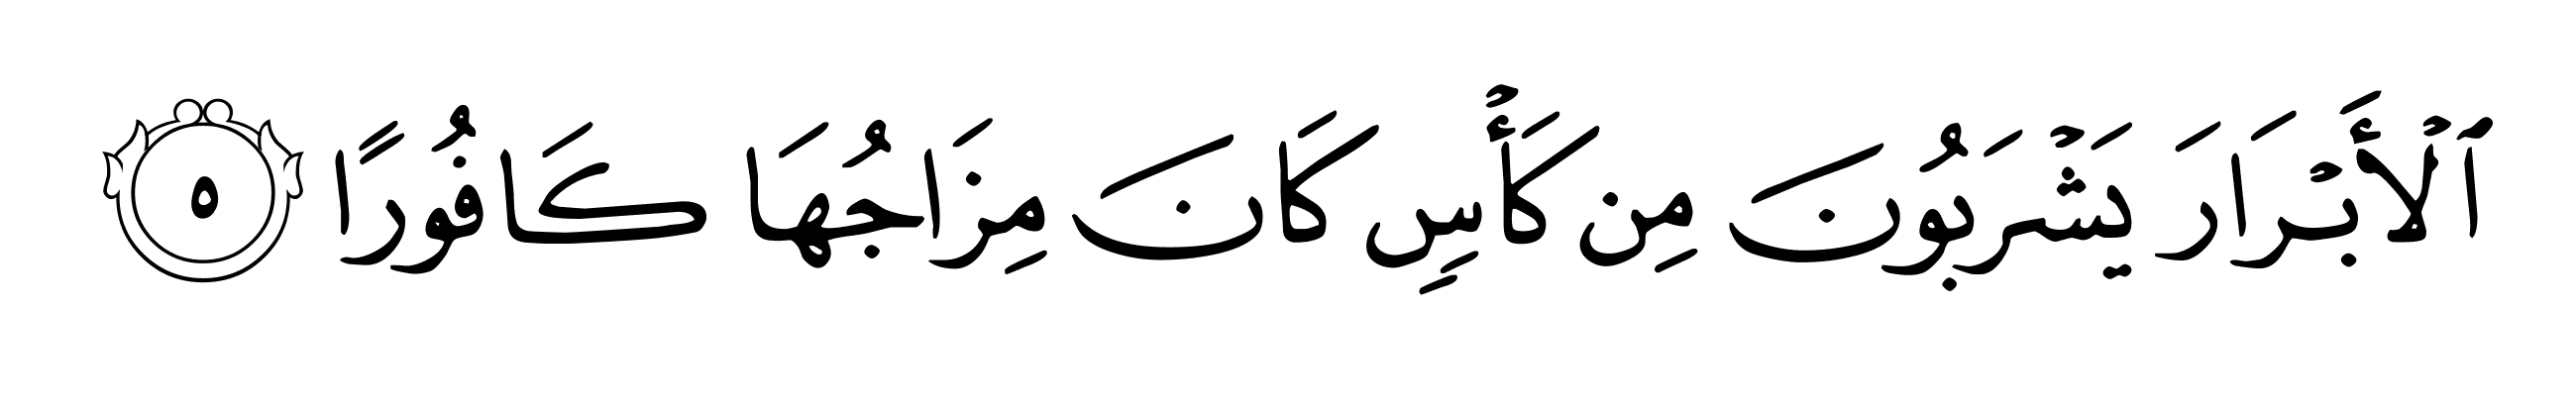 ٱلۡأَبۡرَارَ يَشۡرَبُونَ مِن كَأۡسٖ كَانَ مِزَاجُهَا كَافُورًا ٥